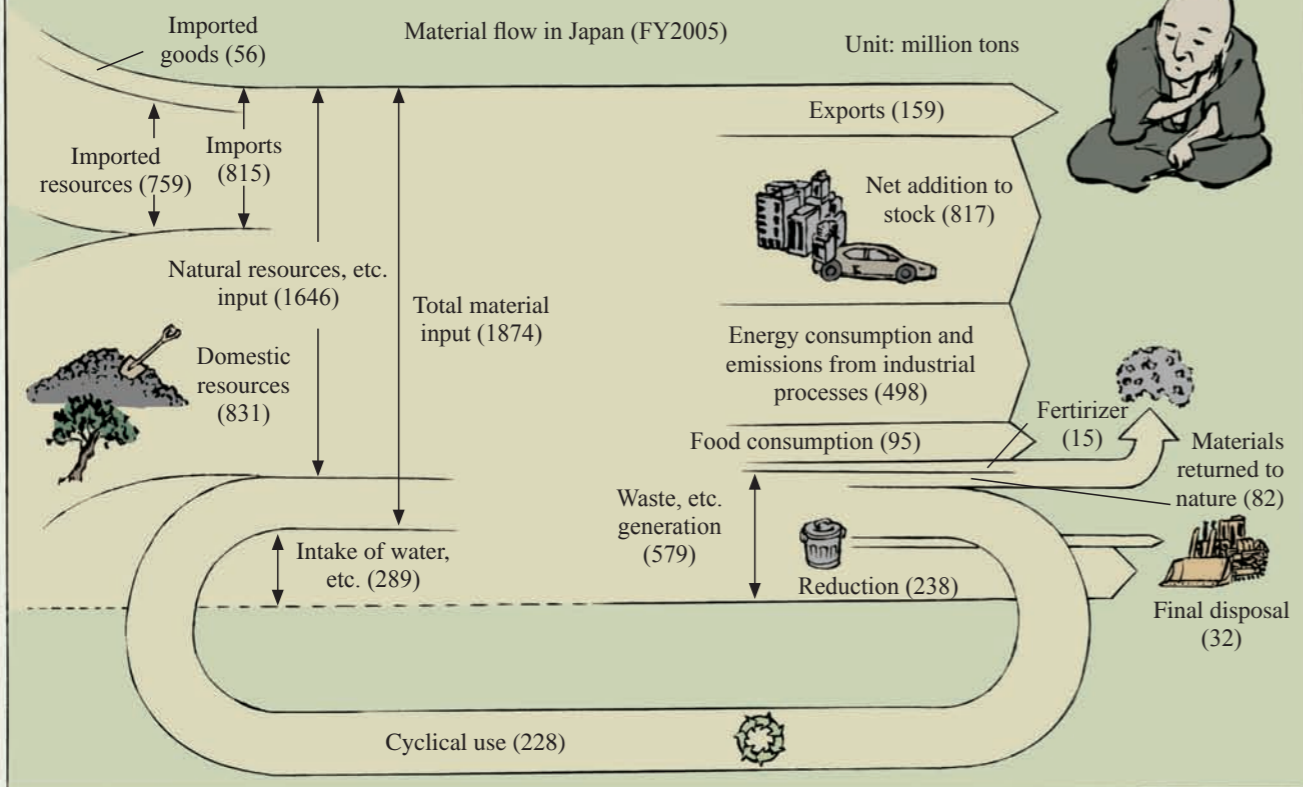 Material flow in Japan (FY2005)
Unit: million tons
Imported
goods (56)
Imported
resources (759)
Imports
(815)
Natural resources, etc.
input (1646)
Total material
input (1874)
Domestic
resources
(831)
Intake of water,
etc. (289)
Exports (159)
Net addition to
stock (817)
Energy consumption and
emissions from industrial
processes (498)
Food consumption (95)
Fertirizer
(15)
Materials
returned to
nature (82)
Waste, etc.
generation
(579)
Reduction (238)
Final disposal
(32)
Cyclical use (228)